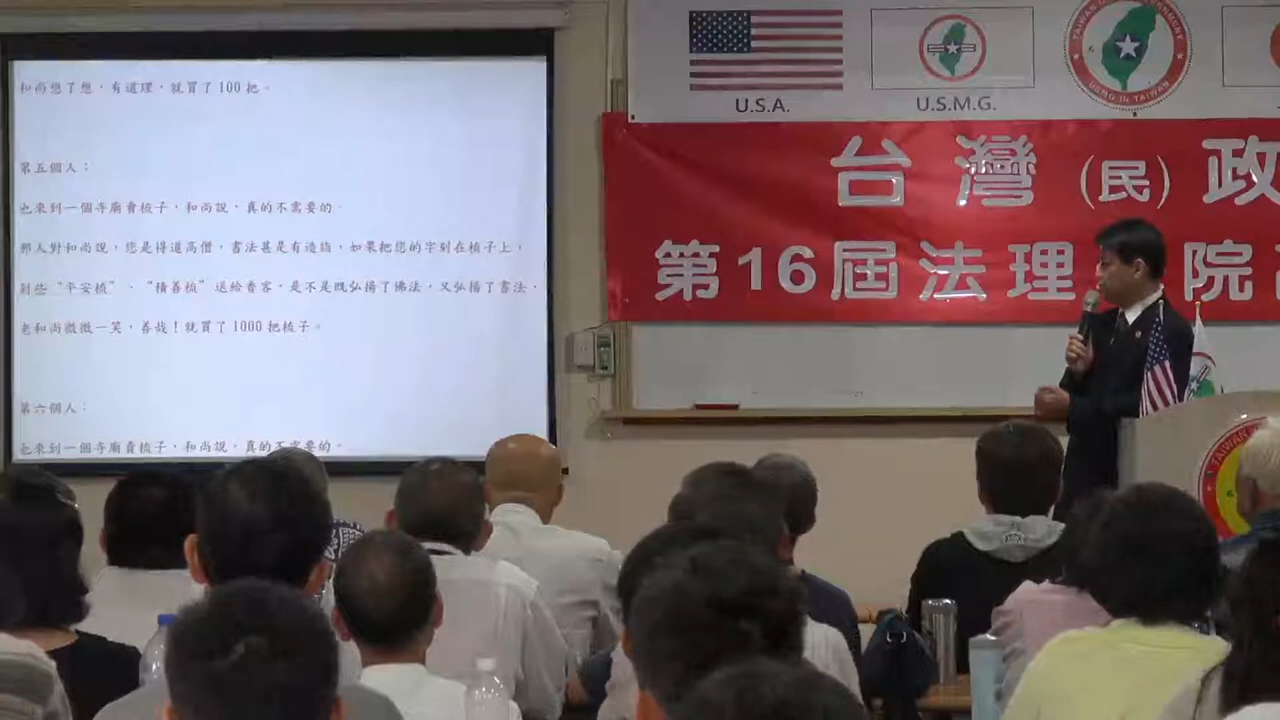 和尚想了想，有道理，就買了100把。
第五個人：
也來到一個寺廟賣梳子，和尚說，真的不需要的。
那人對和尚說，您是得道高僧，書法甚是有造詣，如果把您的字刻在梳子上，
刻些“平安梳”、“積善梳”送給香客，是不是既弘揚了佛法，又弘揚了書法，
老和尚微微一笑，善哉！就買了1000把梳子。
第六個人：
也來到一個寺廟賣梳子，和尚說，真的不需要的。
U.S.A.
U.S.M.G.
USMG IN TAIWAN
台灣(民)政
第16屆法理
院
TAIWAN